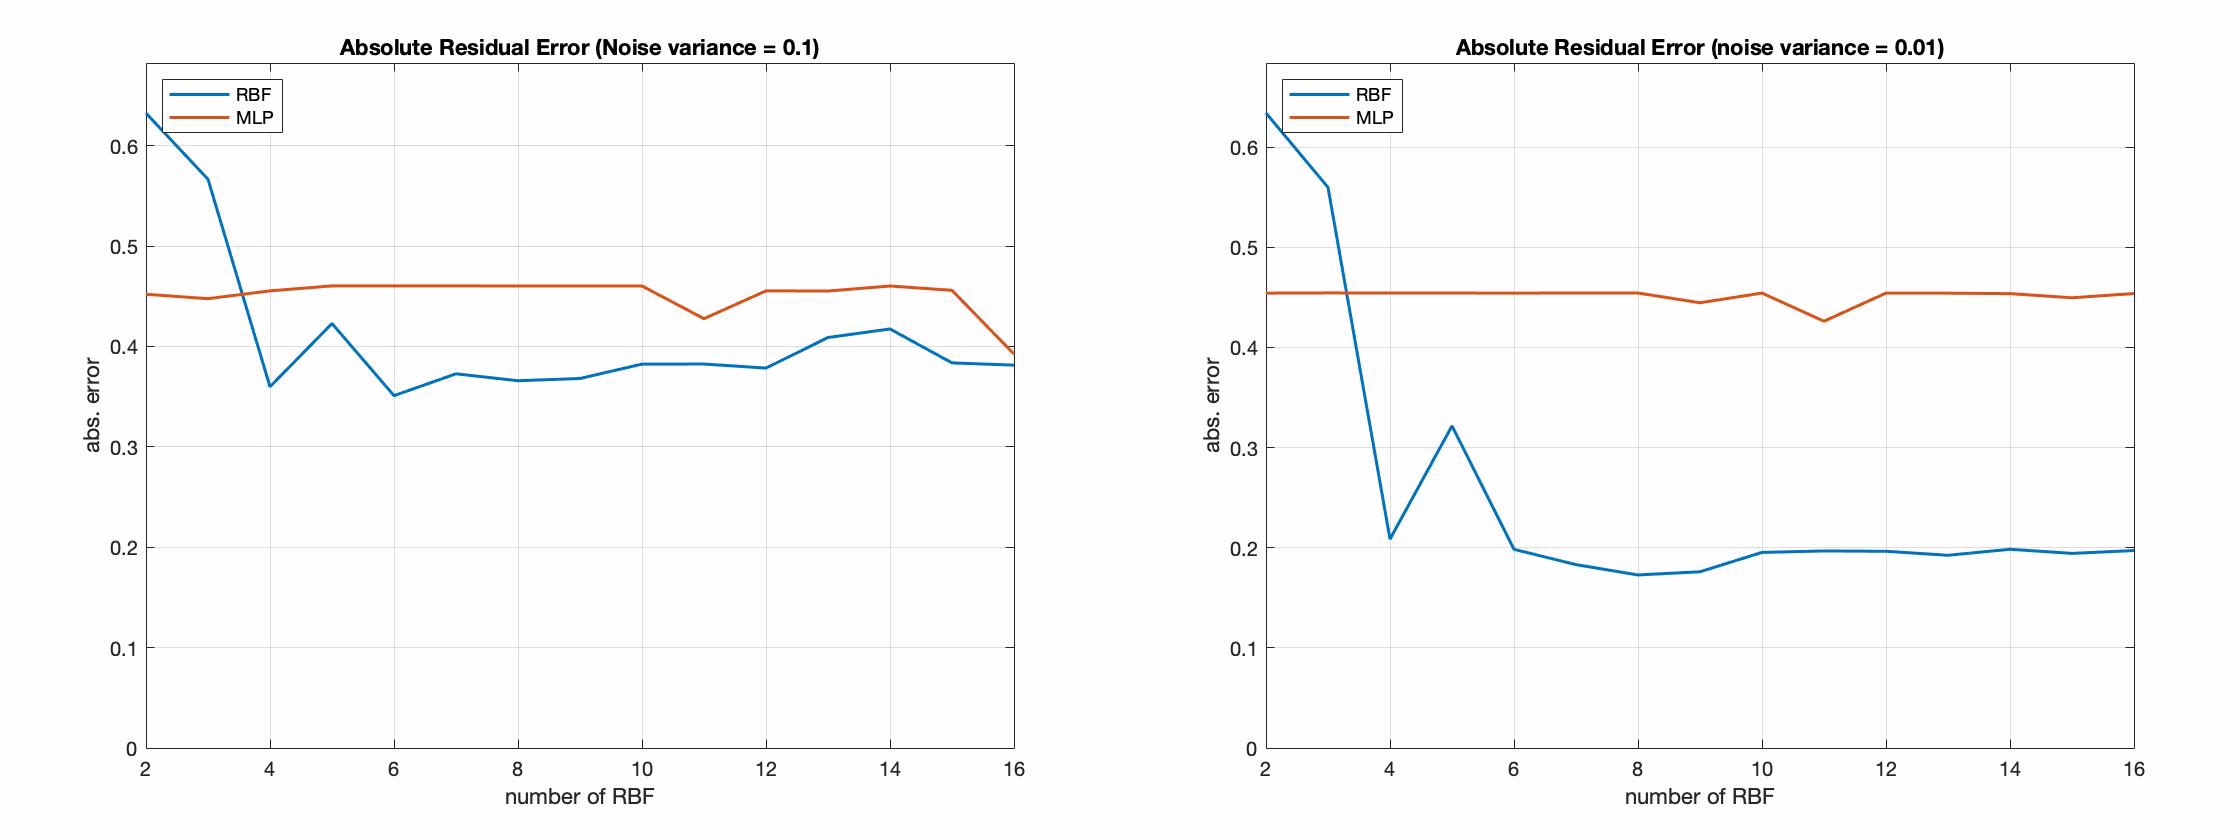 Absolute Residual Error (Noise variance = 0.1)
RBF
MLP
0.6
0.5
0.4
0.3
0.2
0.1
0
abs. error
2 4 6 8 10 12 14 16
number of RBF
Absolute Residual Error (noise variance = 0.01)
RBF
MLP
0.6
0.5
0.4
0.3
0.2
0.1
0
abs. error
2 4 6 8 10 12 14 16
number of RBF